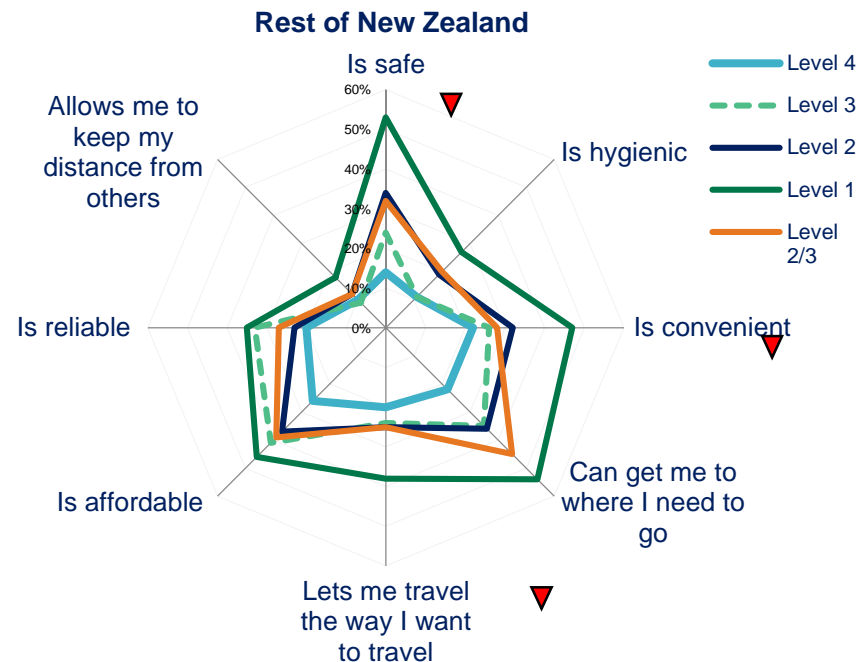 Rest of New Zealand
Is safe
Level 4
Level 3
Level 2
Level 1
Level
2/3
Allows me to
keep my
distance from
others
Is hygienic
60%
50%
40%
30%
20%
10%
0%
Is reliable
Is convenient
Is affordable
Can get me to
where I need to
go
Lets me travel
the way I want
to travel